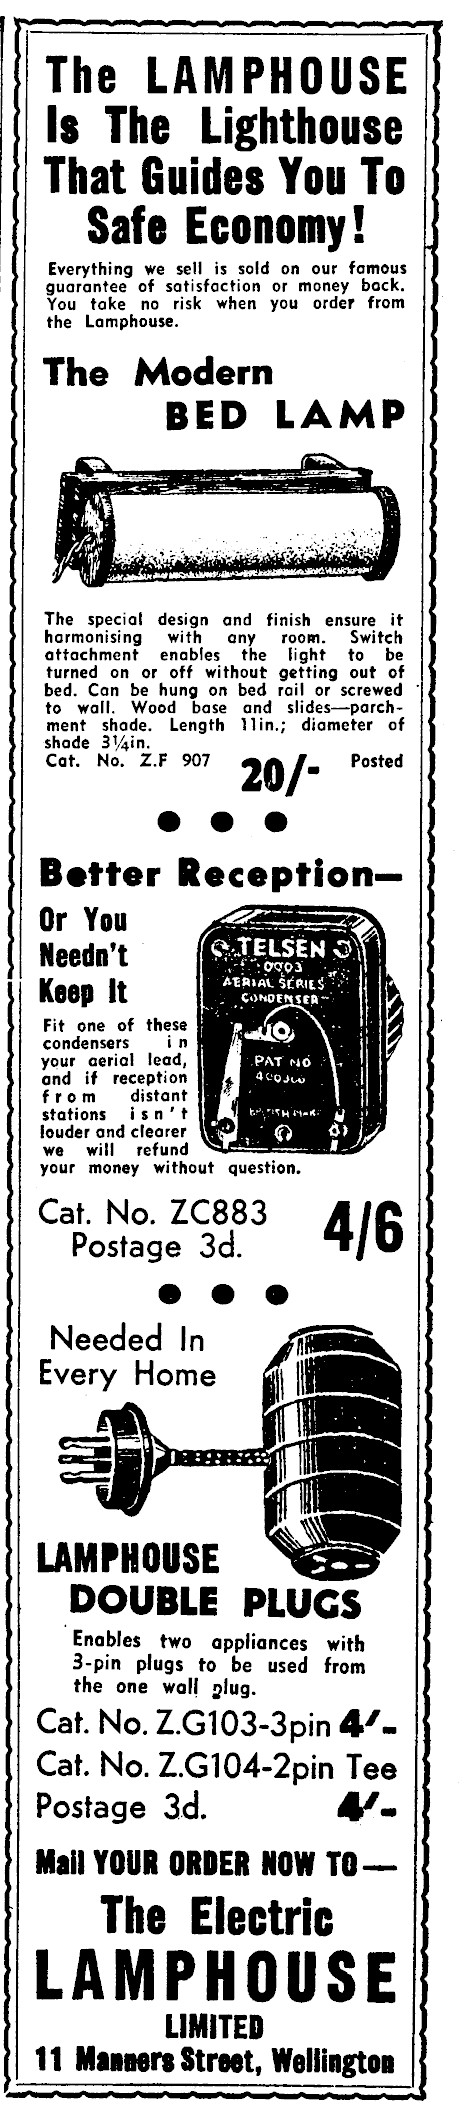 The LAMPHOUSE
Is The Lighthouse
That Guides You To
Safe Economy!
Everything we sell is sold on our famous
guarantee of satisfaction or money back.
You take no risk when you order from
the Lamphouse.
The Modern
BED LAMP
The special design and finish ensure it
harmonising with any room. Switch
attachment enables the light to be
turned on or off without getting out of
bed. Can be hung on bed rail or screwed
to wall. Wood base and slides—parch-
ment shade. Length 11in.; diameter of
shade 3¼in.
Cat. No. Z.F 907 20/- Posted
Better Reception—
Or You
Needn't
Keep It
Fit one of these
condensers in
your aerial lead,
and if reception
from distant
stations isn't
louder and clearer
we will refund
your money without question.
TELSEN
AERIAL SERIES
CONDENSER
PAT NO
Cat. No. ZC883 4/6
Postage 3d.
Needed In
Every Home
LAMPHOUSE
DOUBLE PLUGS
Enables two appliances with
3-pin plugs to be used from
the one wall plug.
Cat. No. Z.G103-3pin 4/-
Cat. No. Z.G104-2pin Tee
Postage 3d. 4/-
Mail YOUR ORDER NOW TO—
The Electric
LAMPHOUSE
LIMITED
11 Manners Street, Wellington